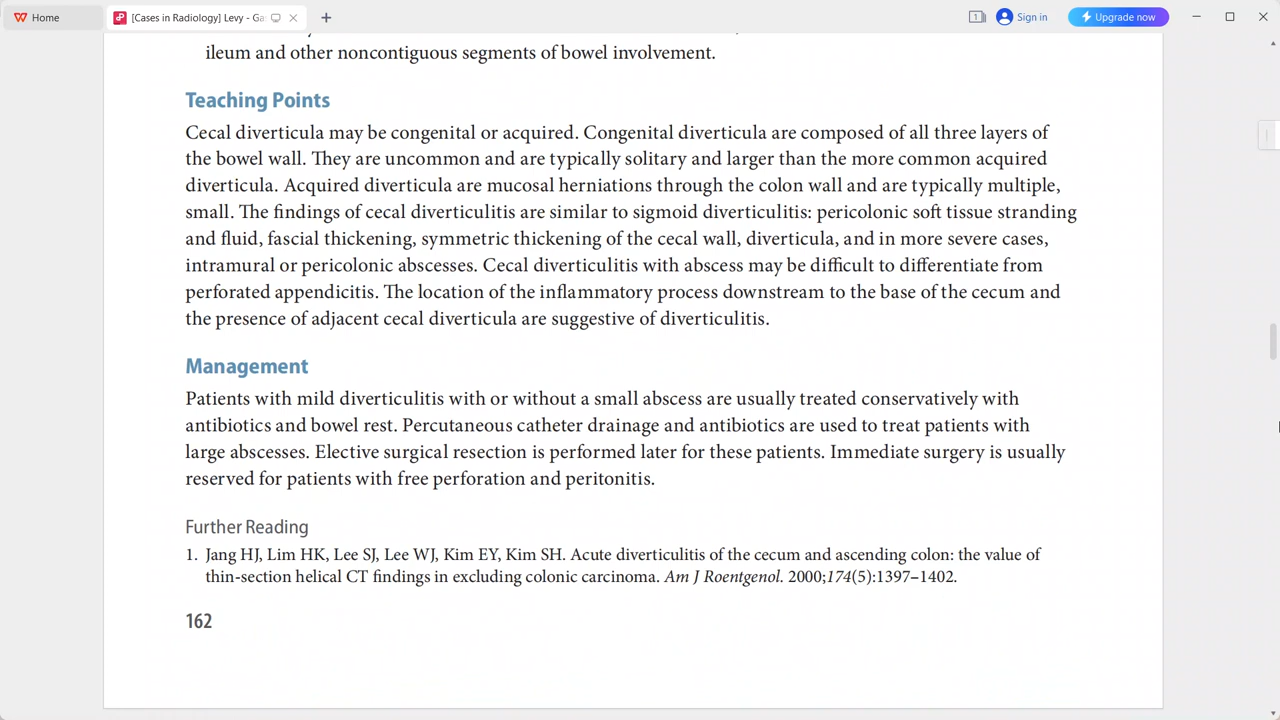 Home
[Cases in Radiology] Levy - Ga
1
Sign in
Upgrade now
ileum and other noncontiguous segments of bowel involvement.
Teaching Points
Cecal diverticula may be congenital or acquired. Congenital diverticula are composed of all three layers of
the bowel wall. They are uncommon and are typically solitary and larger than the more common acquired
diverticula. Acquired diverticula are mucosal herniations through the colon wall and are typically multiple,
small. The findings of cecal diverticulitis are similar to sigmoid diverticulitis: pericolonic soft tissue stranding
and fluid, fascial thickening, symmetric thickening of the cecal wall, diverticula, and in more severe cases,
intramural or pericolonic abscesses. Cecal diverticulitis with abscess may be difficult to differentiate from
perforated appendicitis. The location of the inflammatory process downstream to the base of the cecum and
the presence of adjacent cecal diverticula are suggestive of diverticulitis.
Management
Patients with mild diverticulitis with or without a small abscess are usually treated conservatively with
antibiotics and bowel rest. Percutaneous catheter drainage and antibiotics are used to treat patients with
large abscesses. Elective surgical resection is performed later for these patients. Immediate surgery is usually
reserved for patients with free perforation and peritonitis.
Further Reading
1. Jang HJ, Lim HK, Lee SJ, Lee WJ, Kim EY, Kim SH. Acute diverticulitis of the cecum and ascending colon: the value of
thin-section helical CT findings in excluding colonic carcinoma. Am J Roentgenol. 2000;174(5):1397–1402.
162